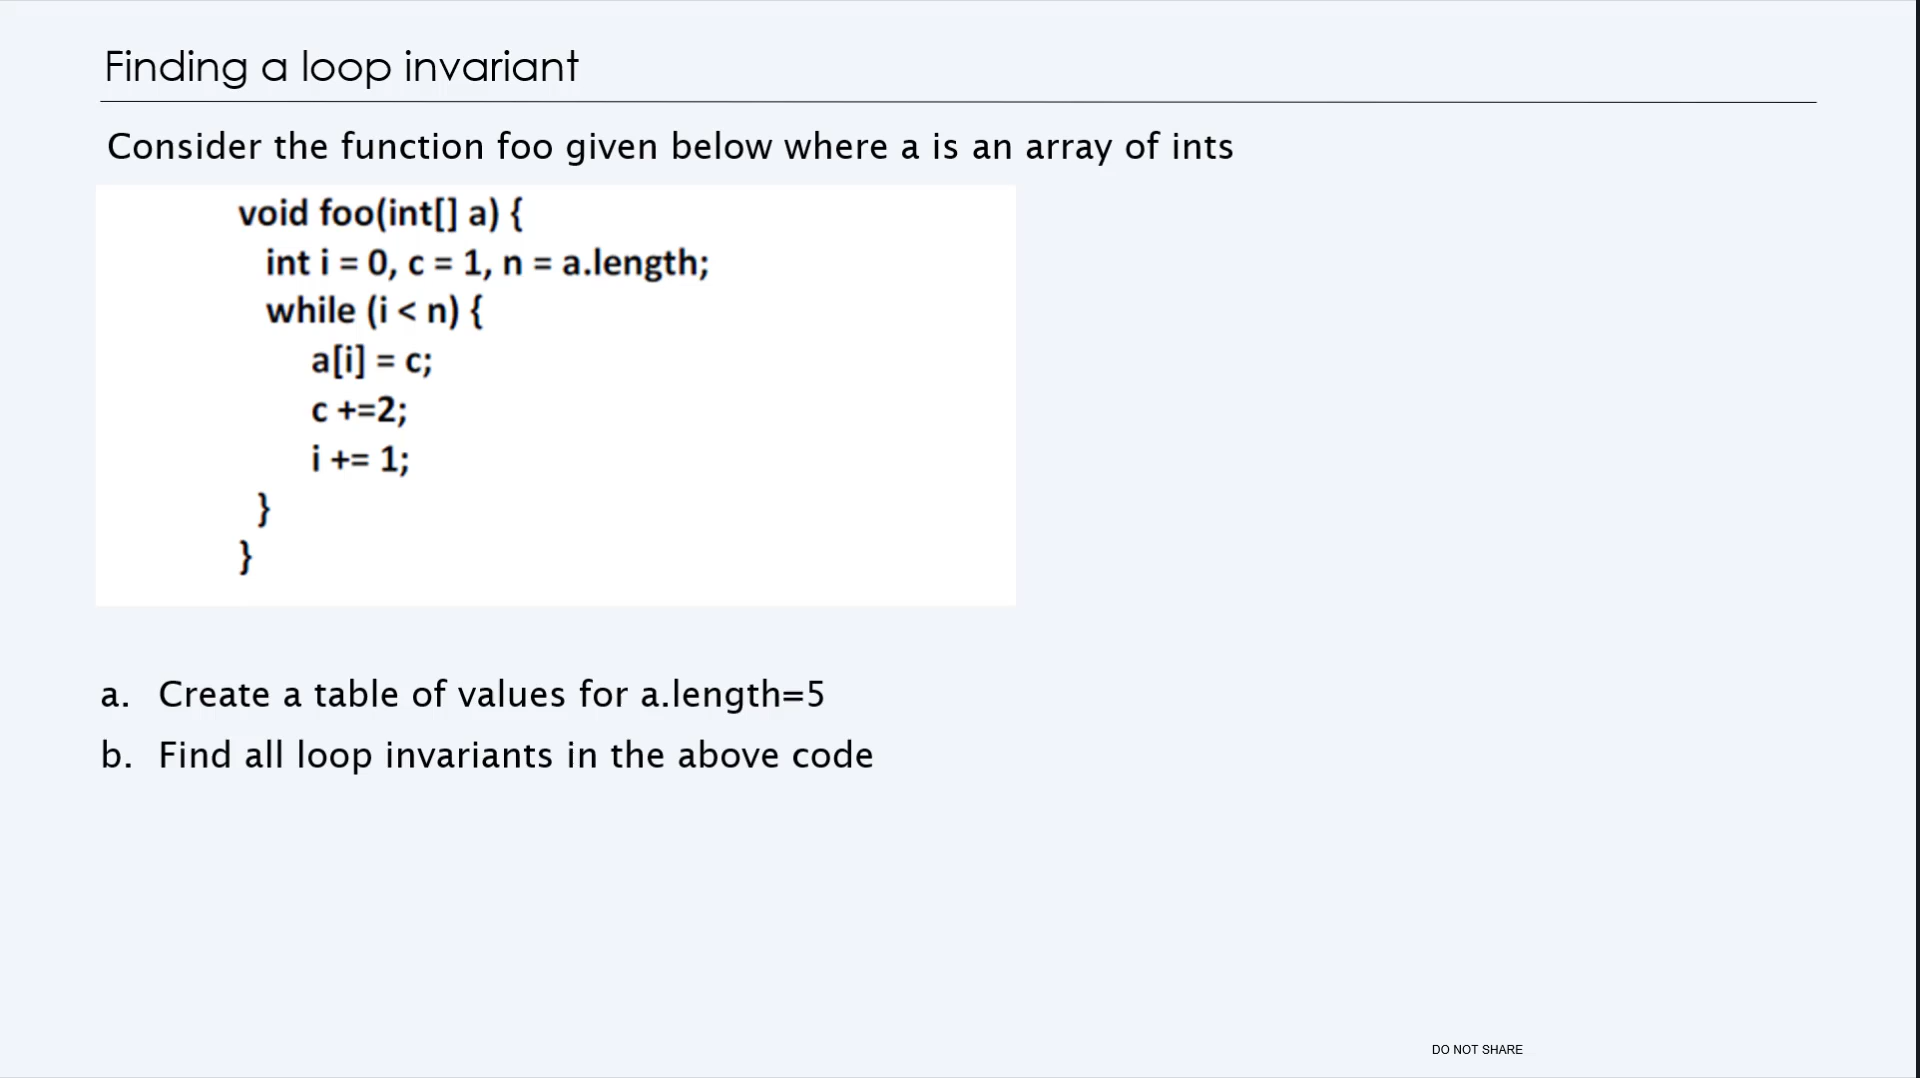 Finding a loop invariant
Consider the function foo given below where a is an array of ints
void foo(int[] a) {
int i = 0, c = 1, n = a.length;
while (i < n) {
a[i] = c;
c +=2;
i += 1;
}
}
a. Create a table of values for a.length=5
b. Find all loop invariants in the above code
DO NOT SHARE